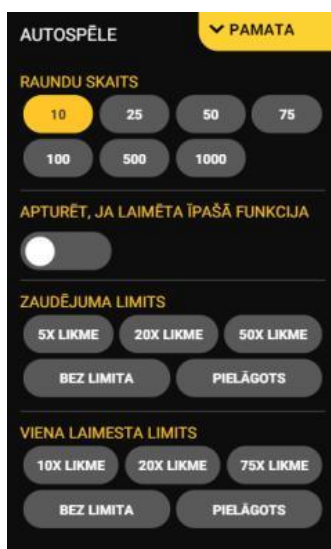 AUTOSPĒLE PAMATA
RAUNDU SKAITS
10 25 50 75
100 500 1000
APTURĒT, JA LAIMĒTA ĪPAŠĀ FUNKCIJA
ZAUDĒJUMA LIMITS
5X LIKME 20X LIKME 50X LIKME
BEZ LIMITA PIELĀGOTS
VIENA LAIMESTA LIMITS
10X LIKME 20X LIKME 75X LIKME
BEZ LIMITA PIELĀGOTS